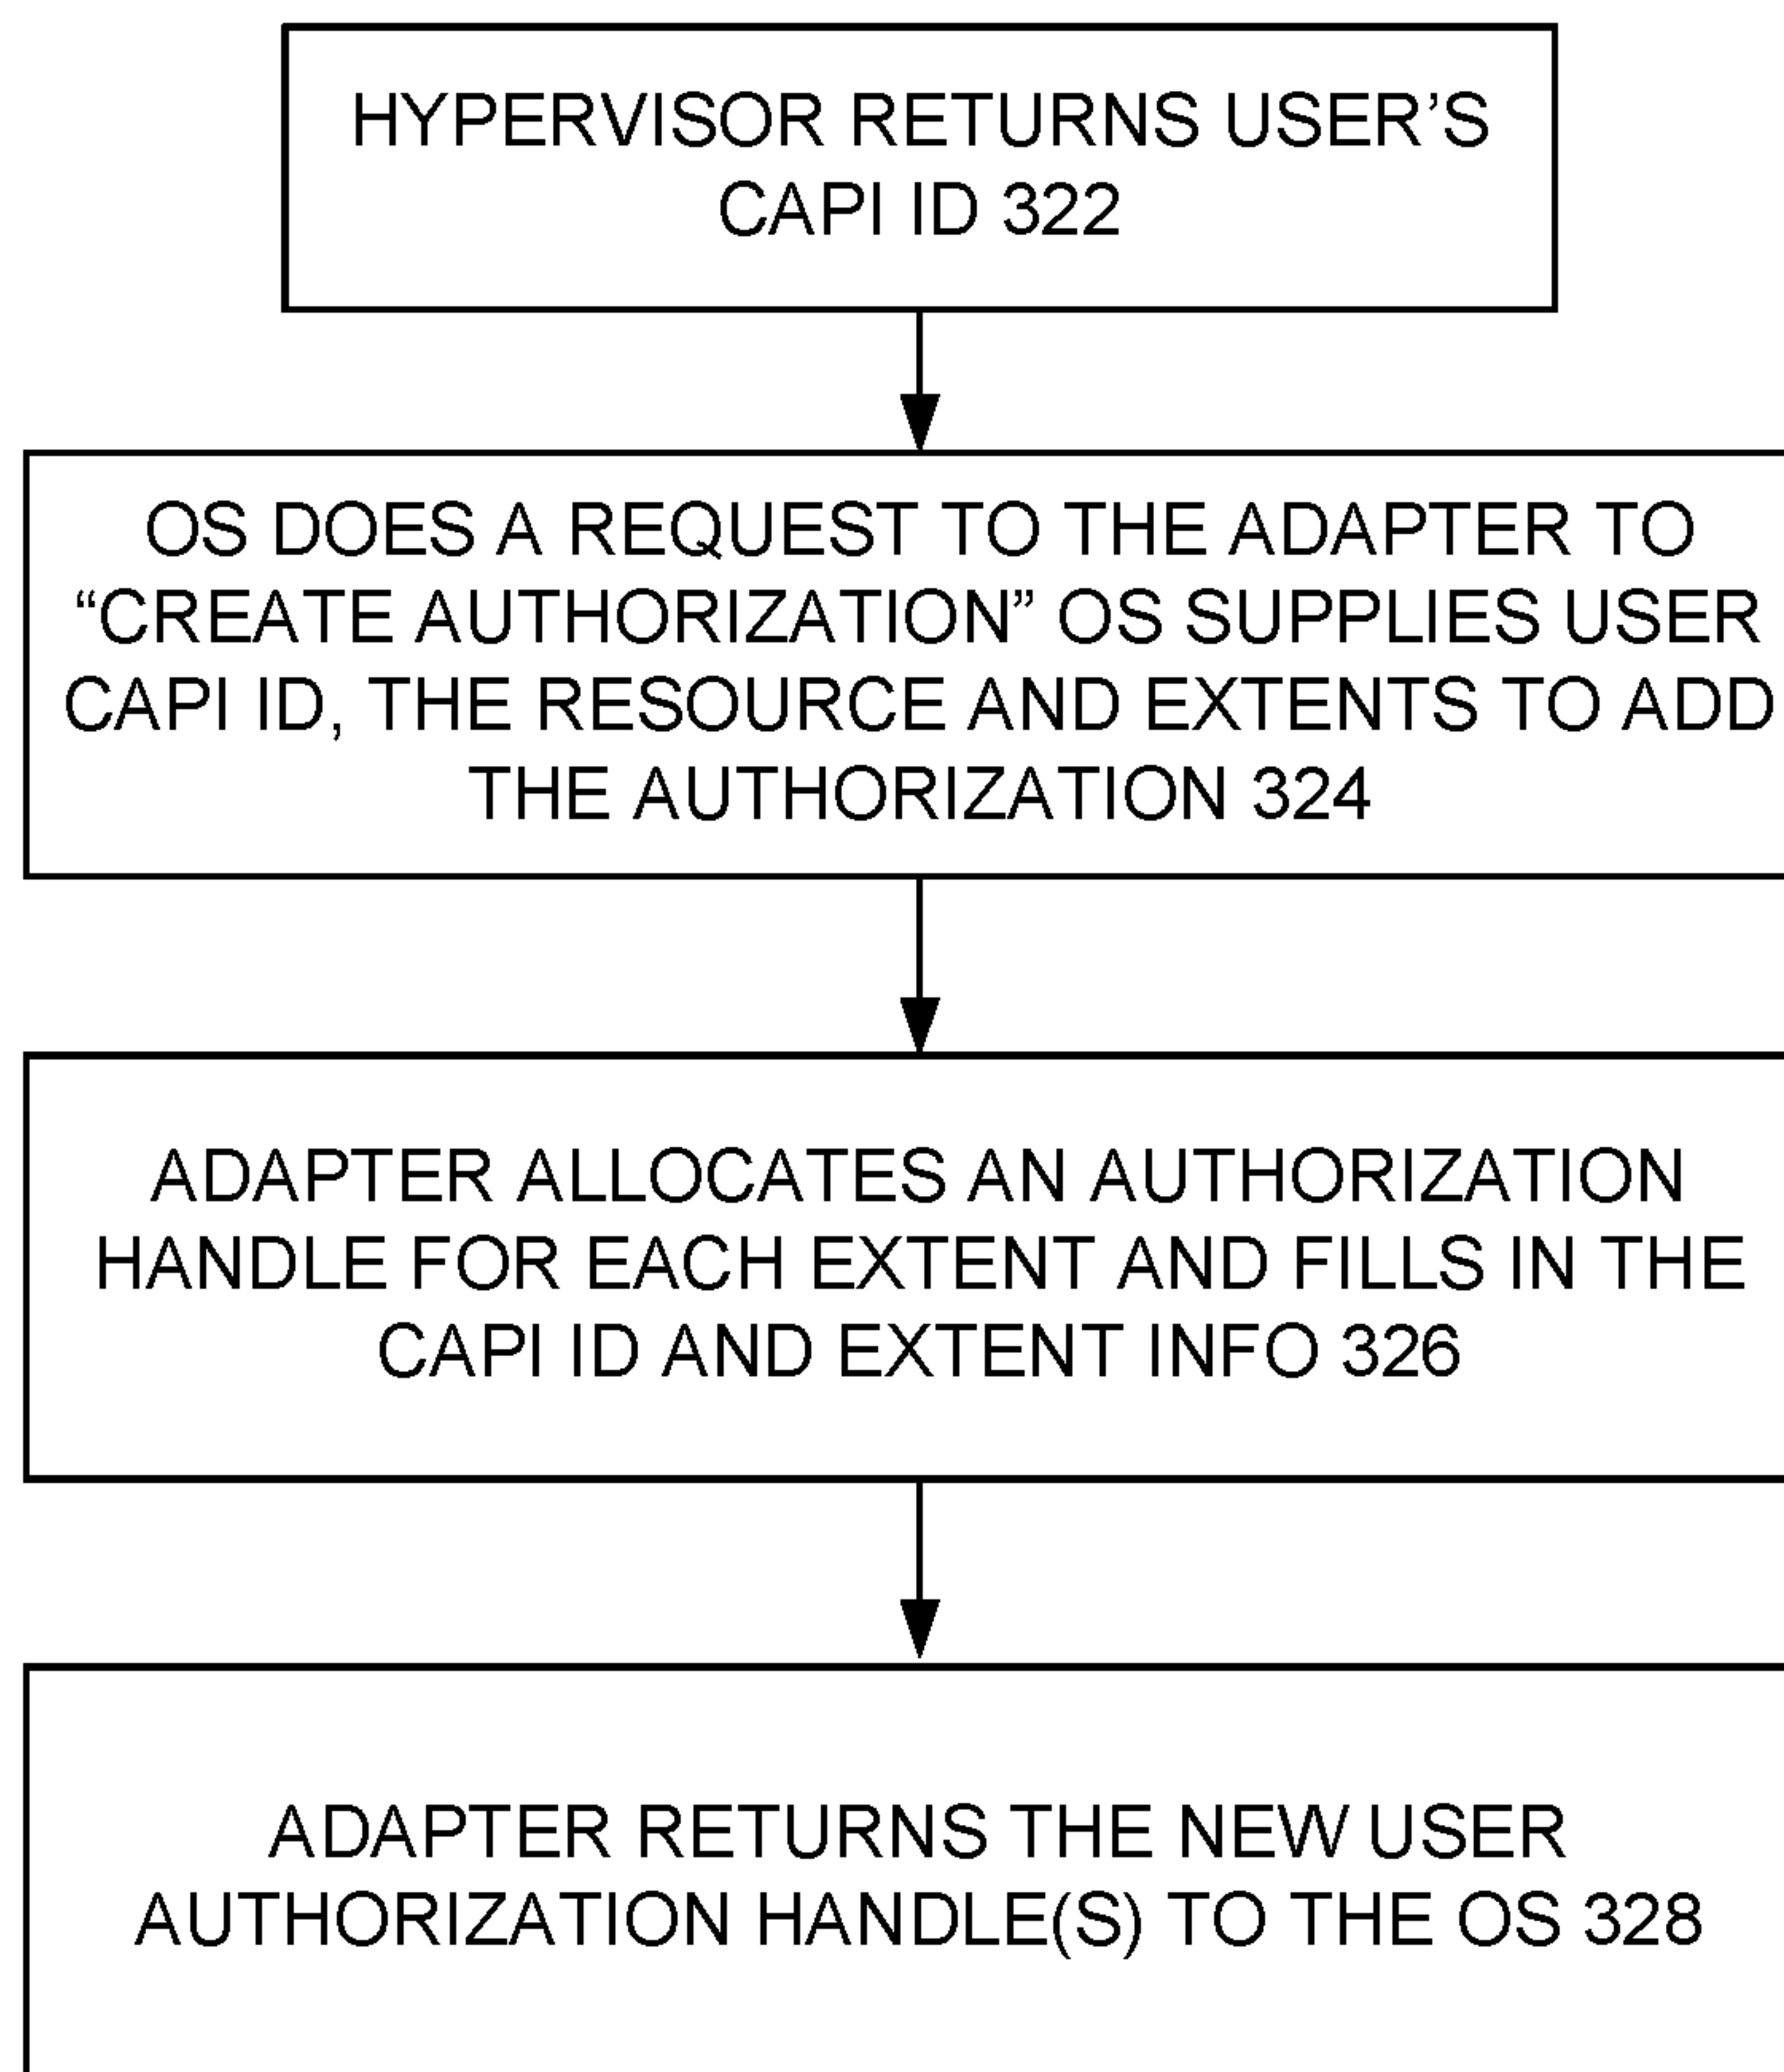 HYPERVISOR RETURNS USER’S
CAPI ID 322
OS DOES A REQUEST TO THE ADAPTER TO
“CREATE AUTHORIZATION” OS SUPPLIES USER
CAPI ID, THE RESOURCE AND EXTENTS TO ADD
THE AUTHORIZATION 324
ADAPTER ALLOCATES AN AUTHORIZATION
HANDLE FOR EACH EXTENT AND FILLS IN THE
CAPI ID AND EXTENT INFO 326
ADAPTER RETURNS THE NEW USER
AUTHORIZATION HANDLE(S) TO THE OS 328